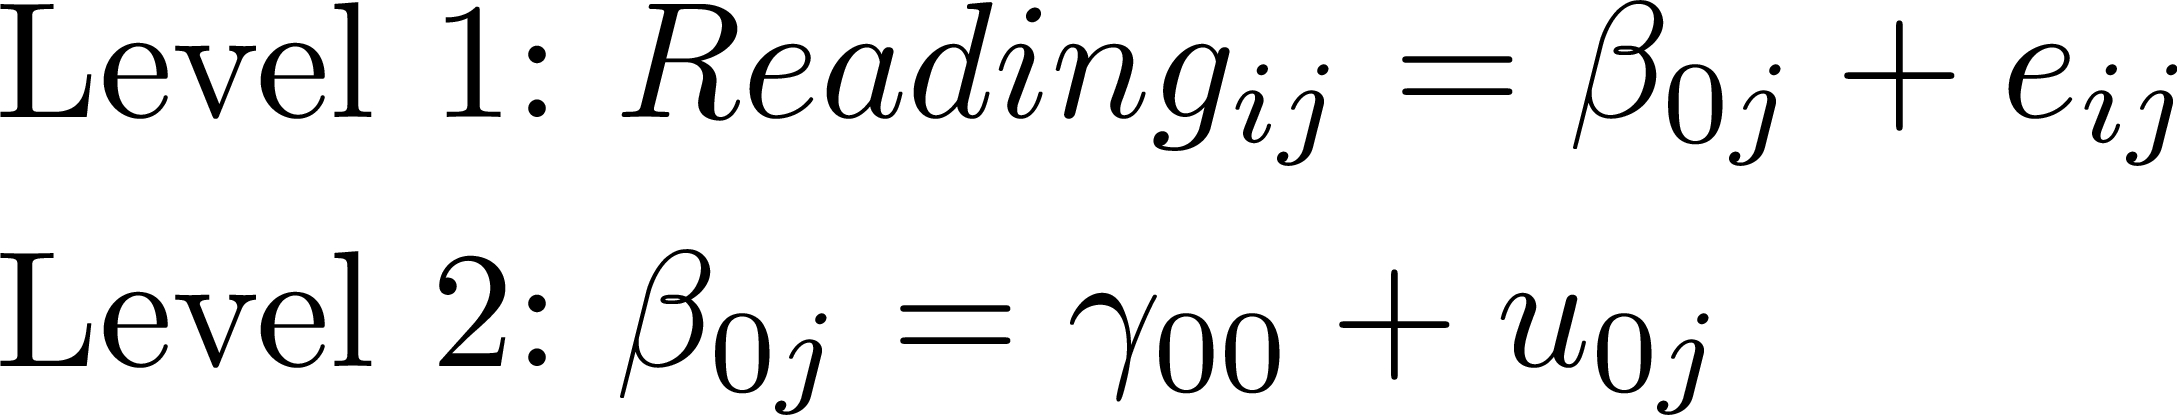 Level 1: Reading_{ij} = β_{0j} + e_{ij}
Level 2: β_{0j} = γ_{00} + u_{0j}